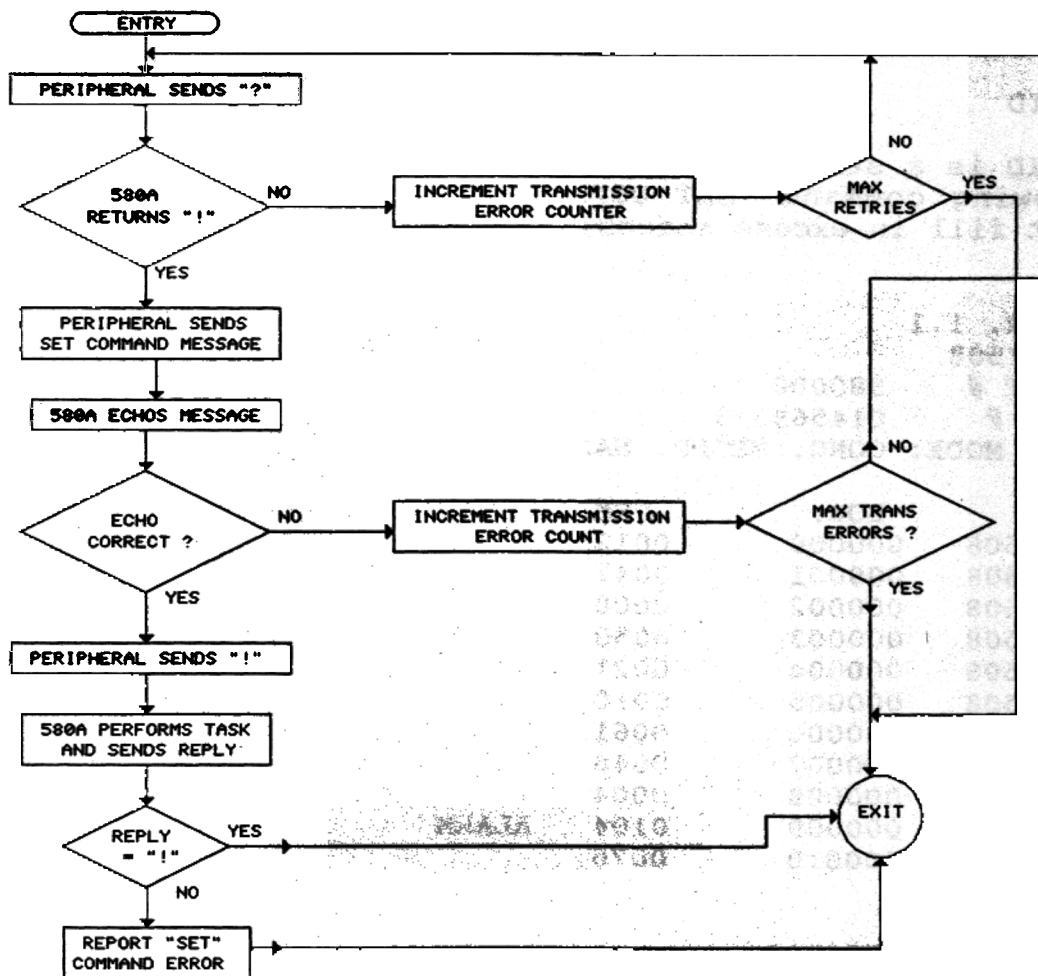 ENTRY
PERIPHERAL SENDS "?"
580A
RETURNS "!"
NO
INCREMENT TRANSMISSION
ERROR COUNTER
MAX
RETRIES
NO
YES
YES
PERIPHERAL SENDS
SET COMMAND MESSAGE
580A ECHOS MESSAGE
ECHO
CORRECT ?
NO
INCREMENT TRANSMISSION
ERROR COUNT
MAX TRANS
ERRORS ?
NO
YES
YES
PERIPHERAL SENDS "!"
580A PERFORMS TASK
AND SENDS REPLY
REPLY
= "!"
YES
EXIT
NO
REPORT "SET"
COMMAND ERROR